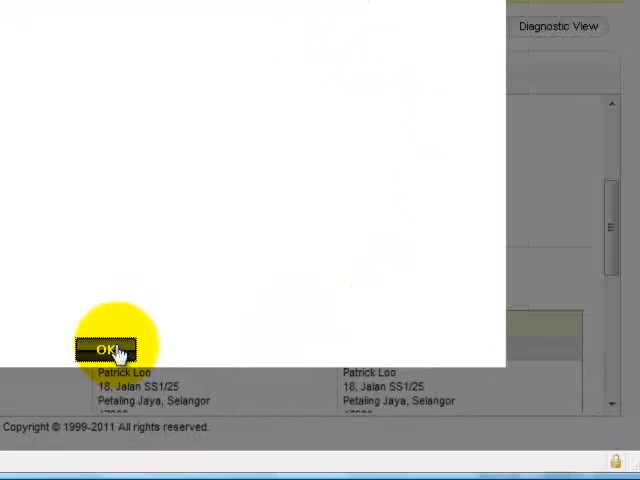 Diagnostic View
OK
Patrick Loo
Patrick Loo
18, Jalan SS1/25
18, Jalan SS1/25
Petaling Jaya, Selangor
Petaling Jaya, Selangor
Copyright © 1999-2011 All rights reserved.